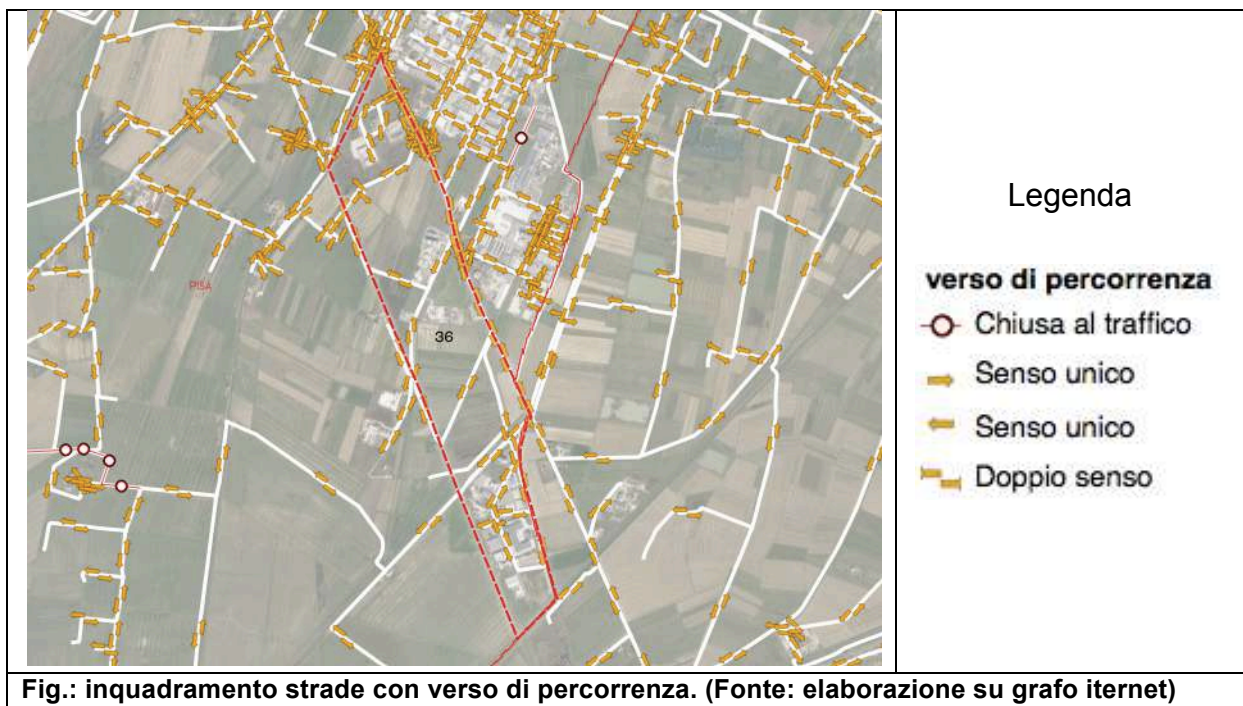 PISA
36
Legenda
verso di percorrenza
Chiusa al traffico
Senso unico
Senso unico
Doppio senso
Fig.: inquadramento strade con verso di percorrenza. (Fonte: elaborazione su grafo iternet)